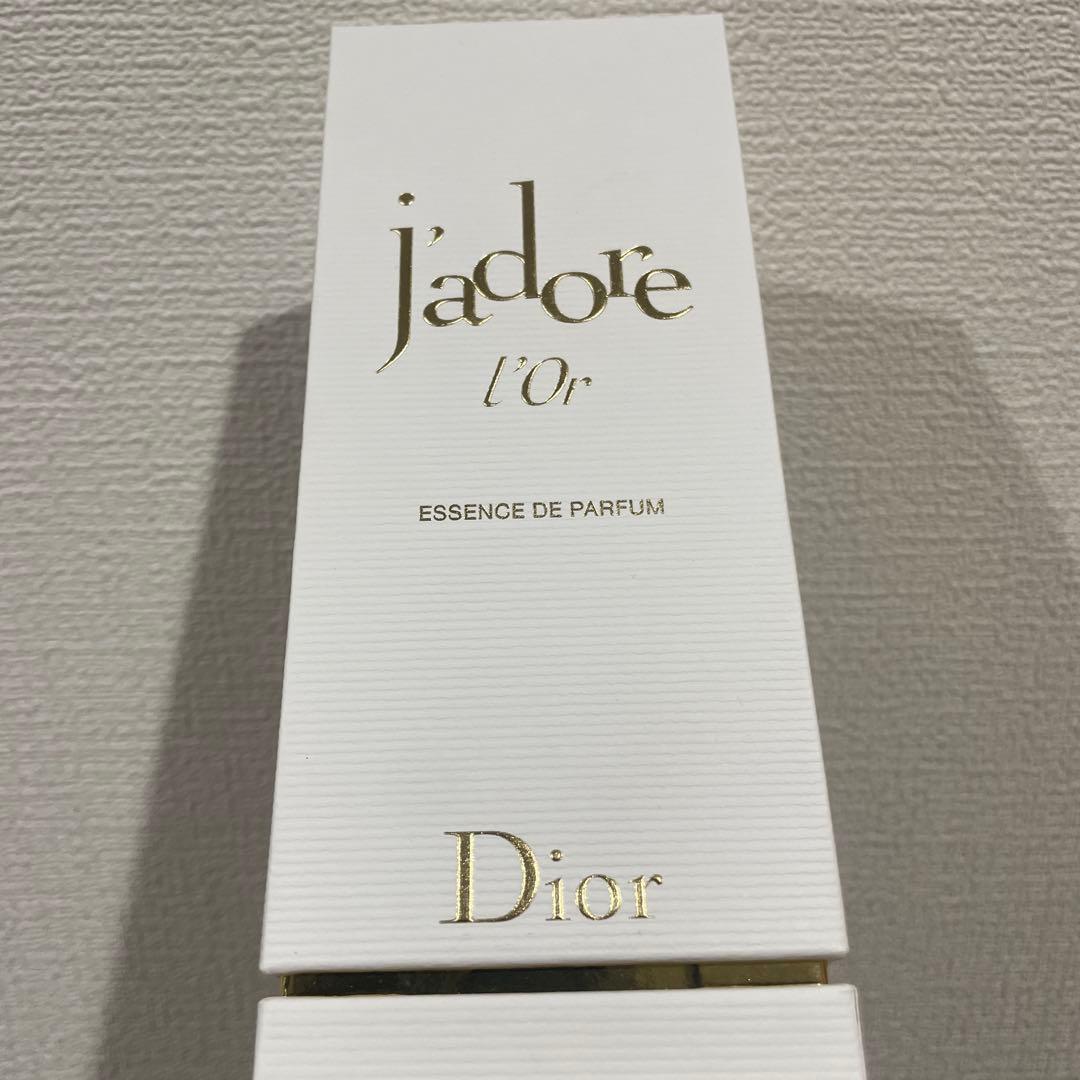 j'adore
l'Or
ESSENCE DE PARFUM
Dior